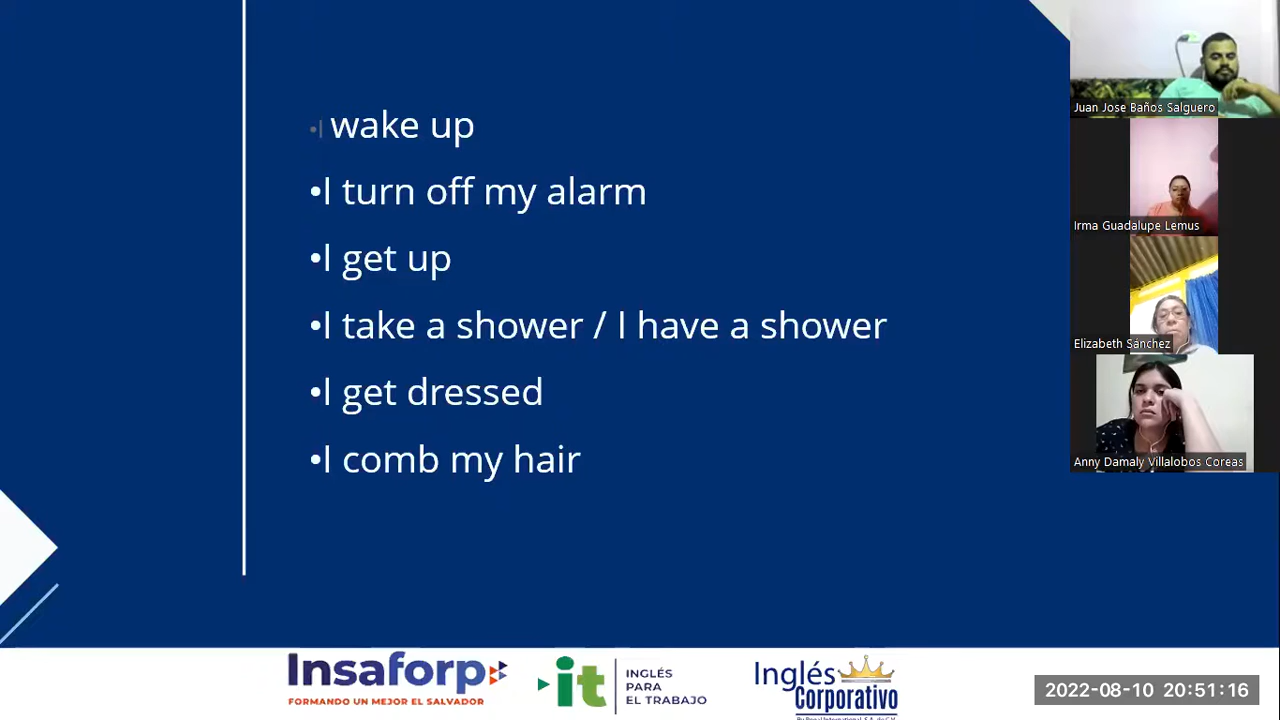 •I wake up
•I turn off my alarm
•I get up
•I take a shower / I have a shower
•I get dressed
•I comb my hair
Juan Jose Baños Salguero
Irma Guadalupe Lemus
Elizabeth Sánchez
Anny Damaly Villalobos Coreas
Insaforp
FORMANDO UN MEJOR EL SALVADOR
it
INGLÉS
PARA
EL TRABAJO
Inglés
Corporativo
2022-08-10 20:51:16